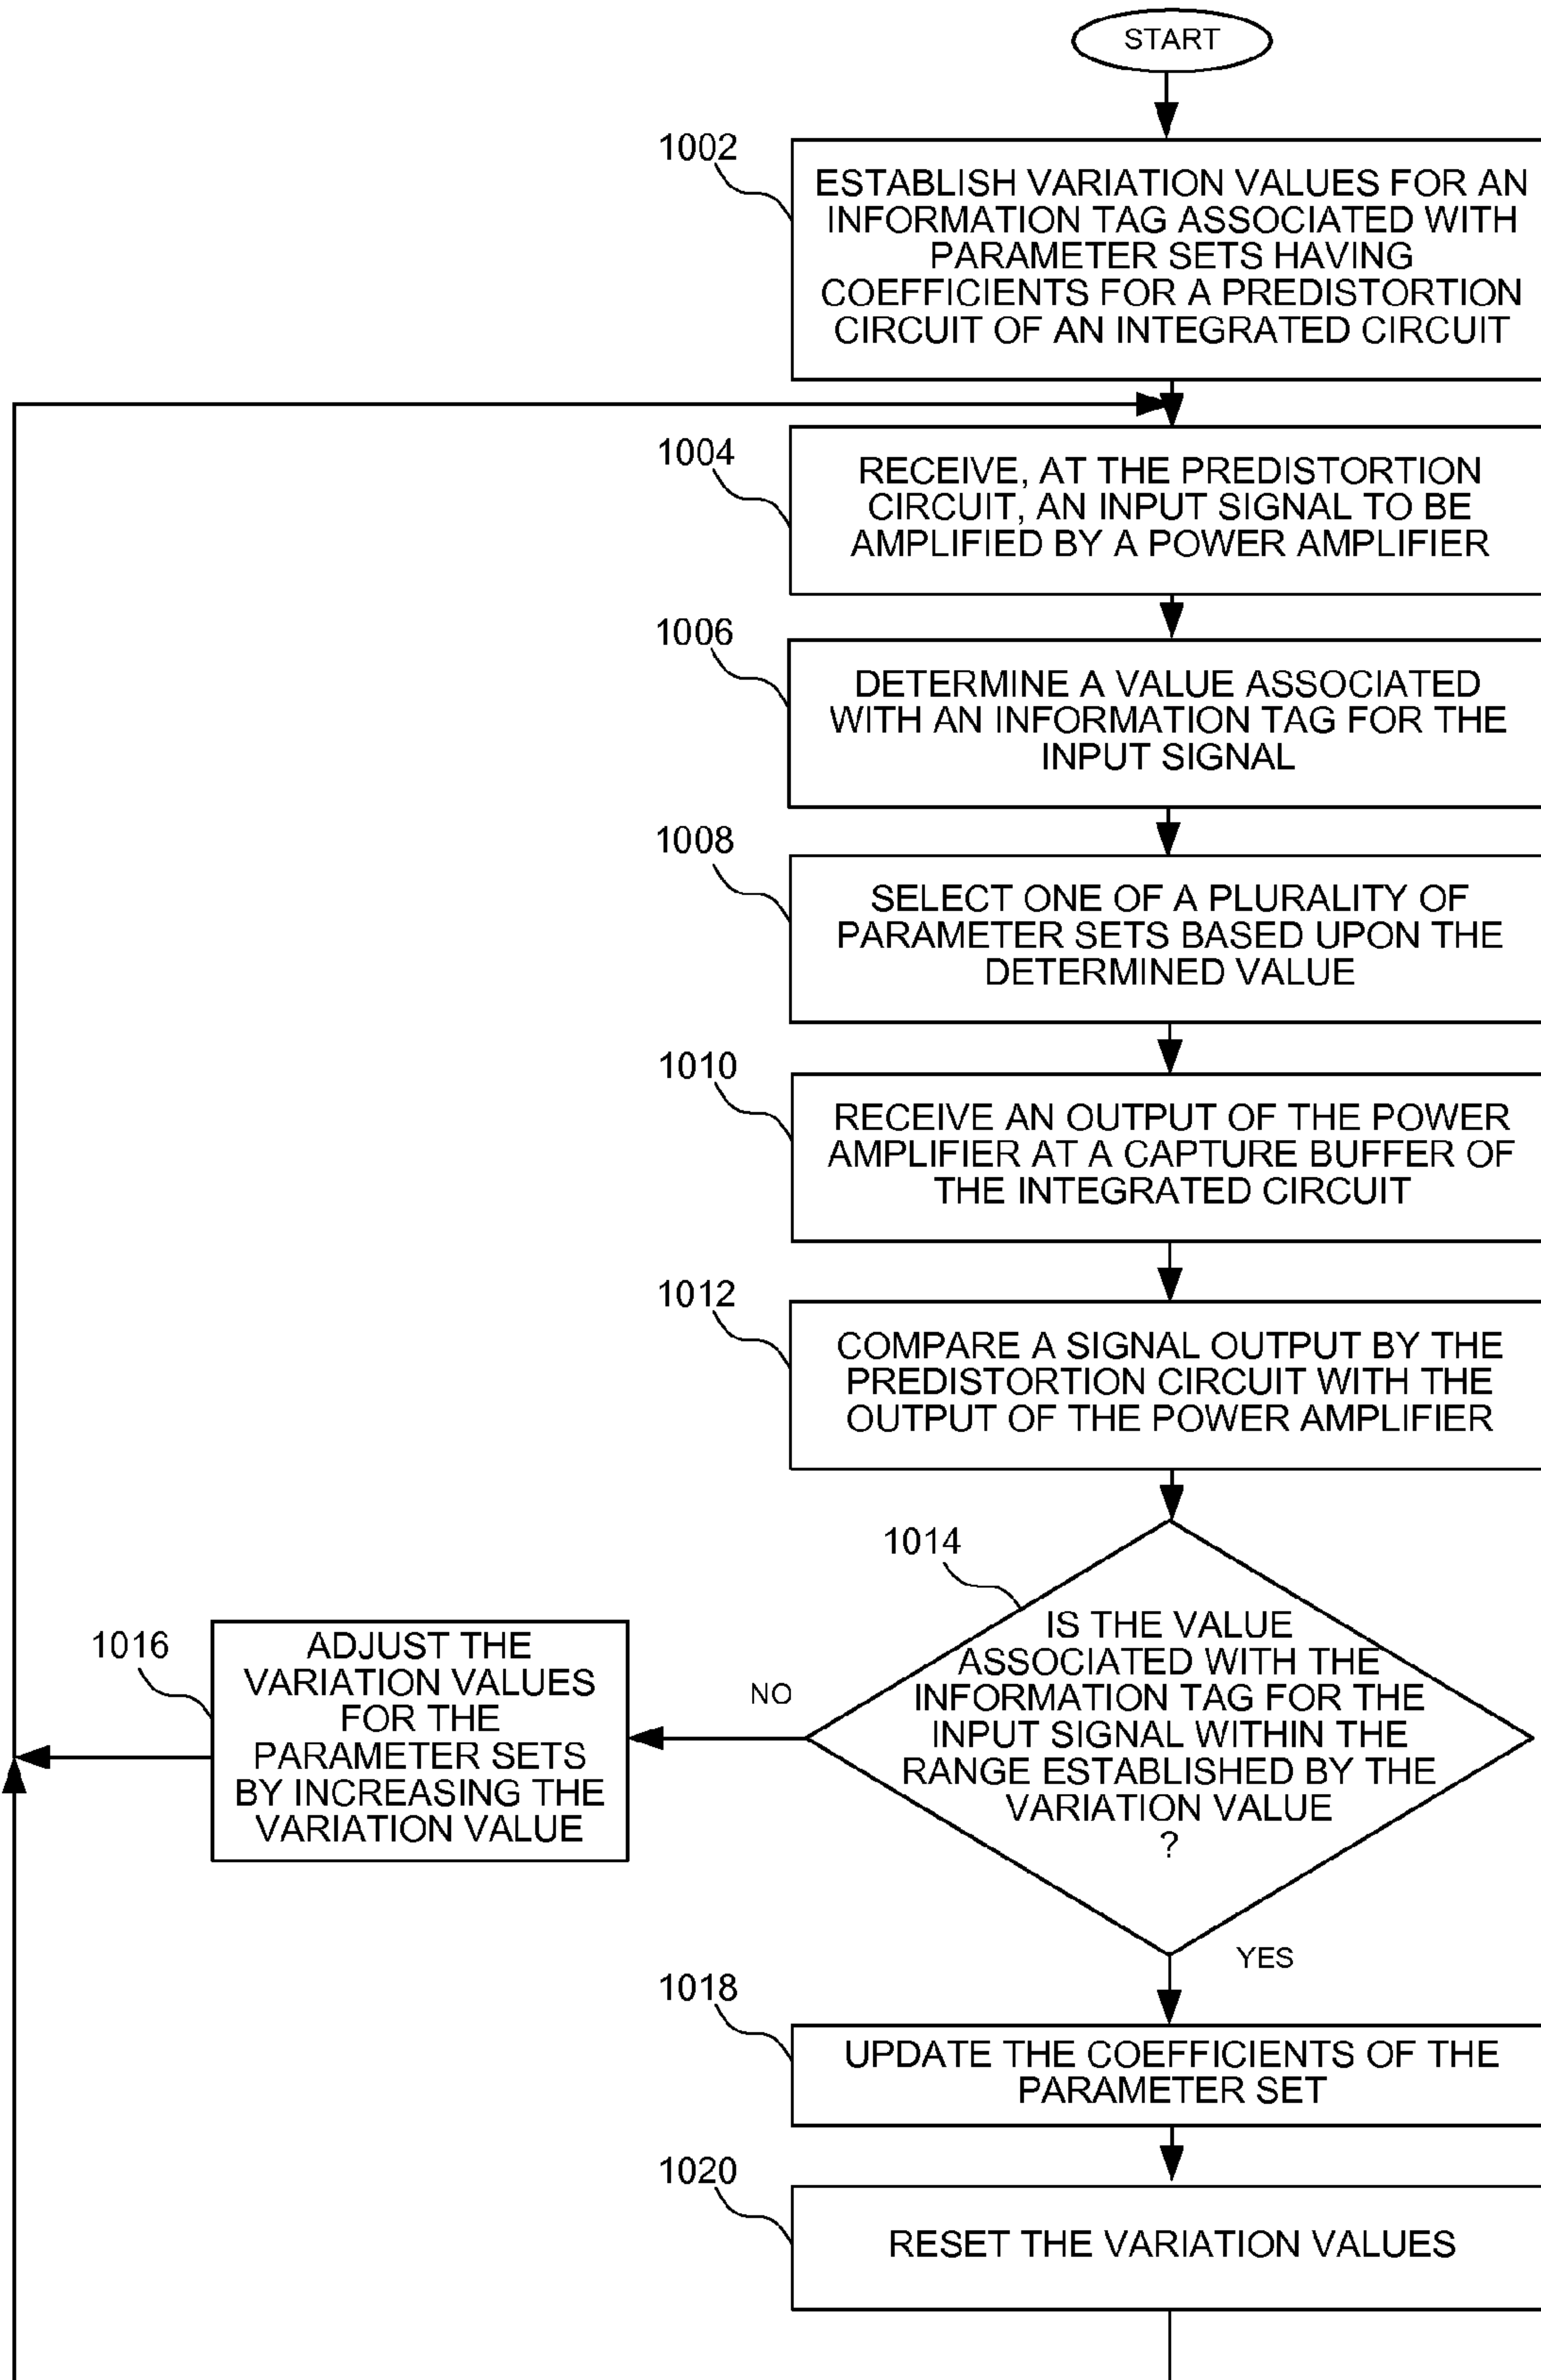 START
1002
ESTABLISH VARIATION VALUES FOR AN
INFORMATION TAG ASSOCIATED WITH
PARAMETER SETS HAVING
COEFFICIENTS FOR A PREDISTORTION
CIRCUIT OF AN INTEGRATED CIRCUIT
1004
RECEIVE, AT THE PREDISTORTION
CIRCUIT, AN INPUT SIGNAL TO BE
AMPLIFIED BY A POWER AMPLIFIER
1006
DETERMINE A VALUE ASSOCIATED
WITH AN INFORMATION TAG FOR THE
INPUT SIGNAL
1008
SELECT ONE OF A PLURALITY OF
PARAMETER SETS BASED UPON THE
DETERMINED VALUE
1010
RECEIVE AN OUTPUT OF THE POWER
AMPLIFIER AT A CAPTURE BUFFER OF
THE INTEGRATED CIRCUIT
1012
COMPARE A SIGNAL OUTPUT BY THE
PREDISTORTION CIRCUIT WITH THE
OUTPUT OF THE POWER AMPLIFIER
1014
IS THE VALUE
ASSOCIATED WITH THE
INFORMATION TAG FOR THE
INPUT SIGNAL WITHIN THE
RANGE ESTABLISHED BY THE
VARIATION VALUE
?
NO
1016
ADJUST THE
VARIATION VALUES
FOR THE
PARAMETER SETS
BY INCREASING THE
VARIATION VALUE
YES
1018
UPDATE THE COEFFICIENTS OF THE
PARAMETER SET
1020
RESET THE VARIATION VALUES